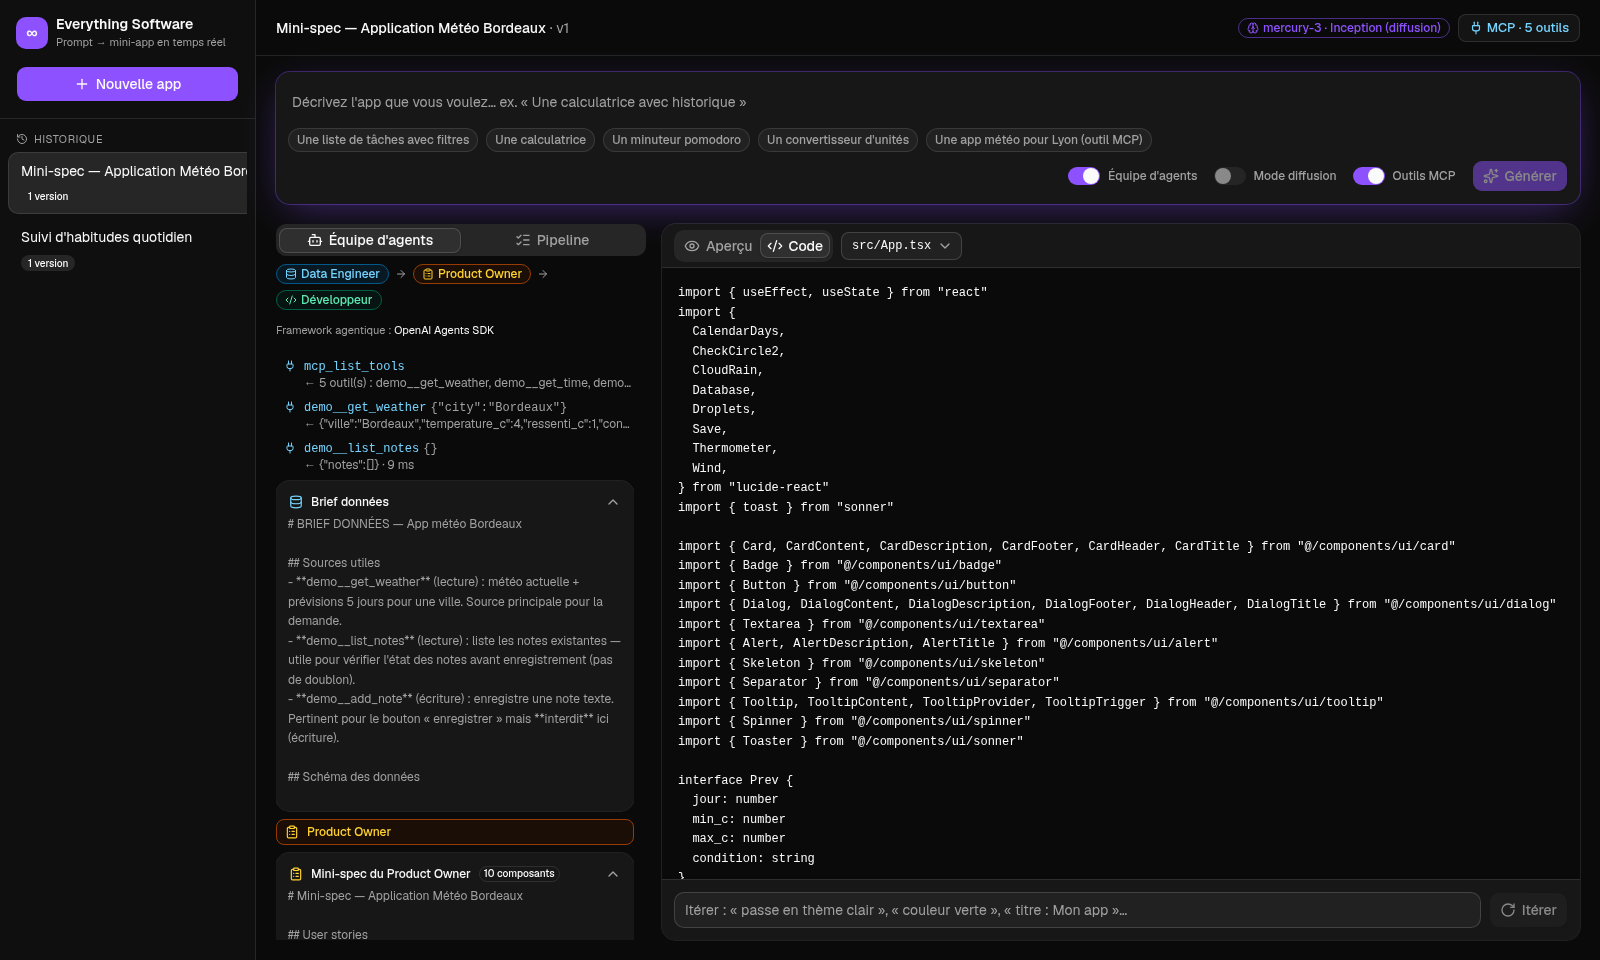 ∞
Everything Software
Prompt → mini-app en temps réel
+ Nouvelle app
HISTORIQUE
Mini-spec — Application Météo Bor
1 version
Suivi d'habitudes quotidien
1 version
Mini-spec — Application Météo Bordeaux · v1
mercury-3 · Inception (diffusion)
MCP · 5 outils
Décrivez l'app que vous voulez… ex. « Une calculatrice avec historique »
Une liste de tâches avec filtres
Une calculatrice
Un minuteur pomodoro
Un convertisseur d'unités
Une app météo pour Lyon (outil MCP)
Équipe d'agents
Mode diffusion
Outils MCP
Générer
Équipe d'agents
Pipeline
Data Engineer → Product Owner →
Développeur
Framework agentique : OpenAI Agents SDK
mcp_list_tools
← 5 outil(s) : demo__get_weather, demo__get_time, demo…
demo__get_weather {"city":"Bordeaux"}
← {"ville":"Bordeaux","temperature_c":4,"ressenti_c":1,"con…
demo__list_notes {}
← {"notes":[]} · 9 ms
Brief données
# BRIEF DONNÉES — App météo Bordeaux
## Sources utiles
- **demo__get_weather** (lecture) : météo actuelle +
prévisions 5 jours pour une ville. Source principale pour la
demande.
- **demo__list_notes** (lecture) : liste les notes existantes —
utile pour vérifier l'état des notes avant enregistrement (pas
de doublon).
- **demo__add_note** (écriture) : enregistre une note texte.
Pertinent pour le bouton « enregistrer » mais **interdit** ici
(écriture).
## Schéma des données
Product Owner
Mini-spec du Product Owner
10 composants
# Mini-spec — Application Météo Bordeaux
## User stories
Aperçu
Code
src/App.tsx
import { useEffect, useState } from "react"
import {
  CalendarDays,
  CheckCircle2,
  CloudRain,
  Database,
  Droplets,
  Save,
  Thermometer,
  Wind,
} from "lucide-react"
import { toast } from "sonner"
import { Card, CardContent, CardDescription, CardFooter, CardHeader, CardTitle } from "@/components/ui/card"
import { Badge } from "@/components/ui/badge"
import { Button } from "@/components/ui/button"
import { Dialog, DialogContent, DialogDescription, DialogFooter, DialogHeader, DialogTitle } from "@/components/ui/dialog"
import { Textarea } from "@/components/ui/textarea"
import { Alert, AlertDescription, AlertTitle } from "@/components/ui/alert"
import { Skeleton } from "@/components/ui/skeleton"
import { Separator } from "@/components/ui/separator"
import { Tooltip, TooltipContent, TooltipProvider, TooltipTrigger } from "@/components/ui/tooltip"
import { Spinner } from "@/components/ui/spinner"
import { Toaster } from "@/components/ui/sonner"
interface Prev {
  jour: number
  min_c: number
  max_c: number
  condition: string
}
Itérer : « passe en thème clair », « couleur verte », « titre : Mon app »…
Itérer